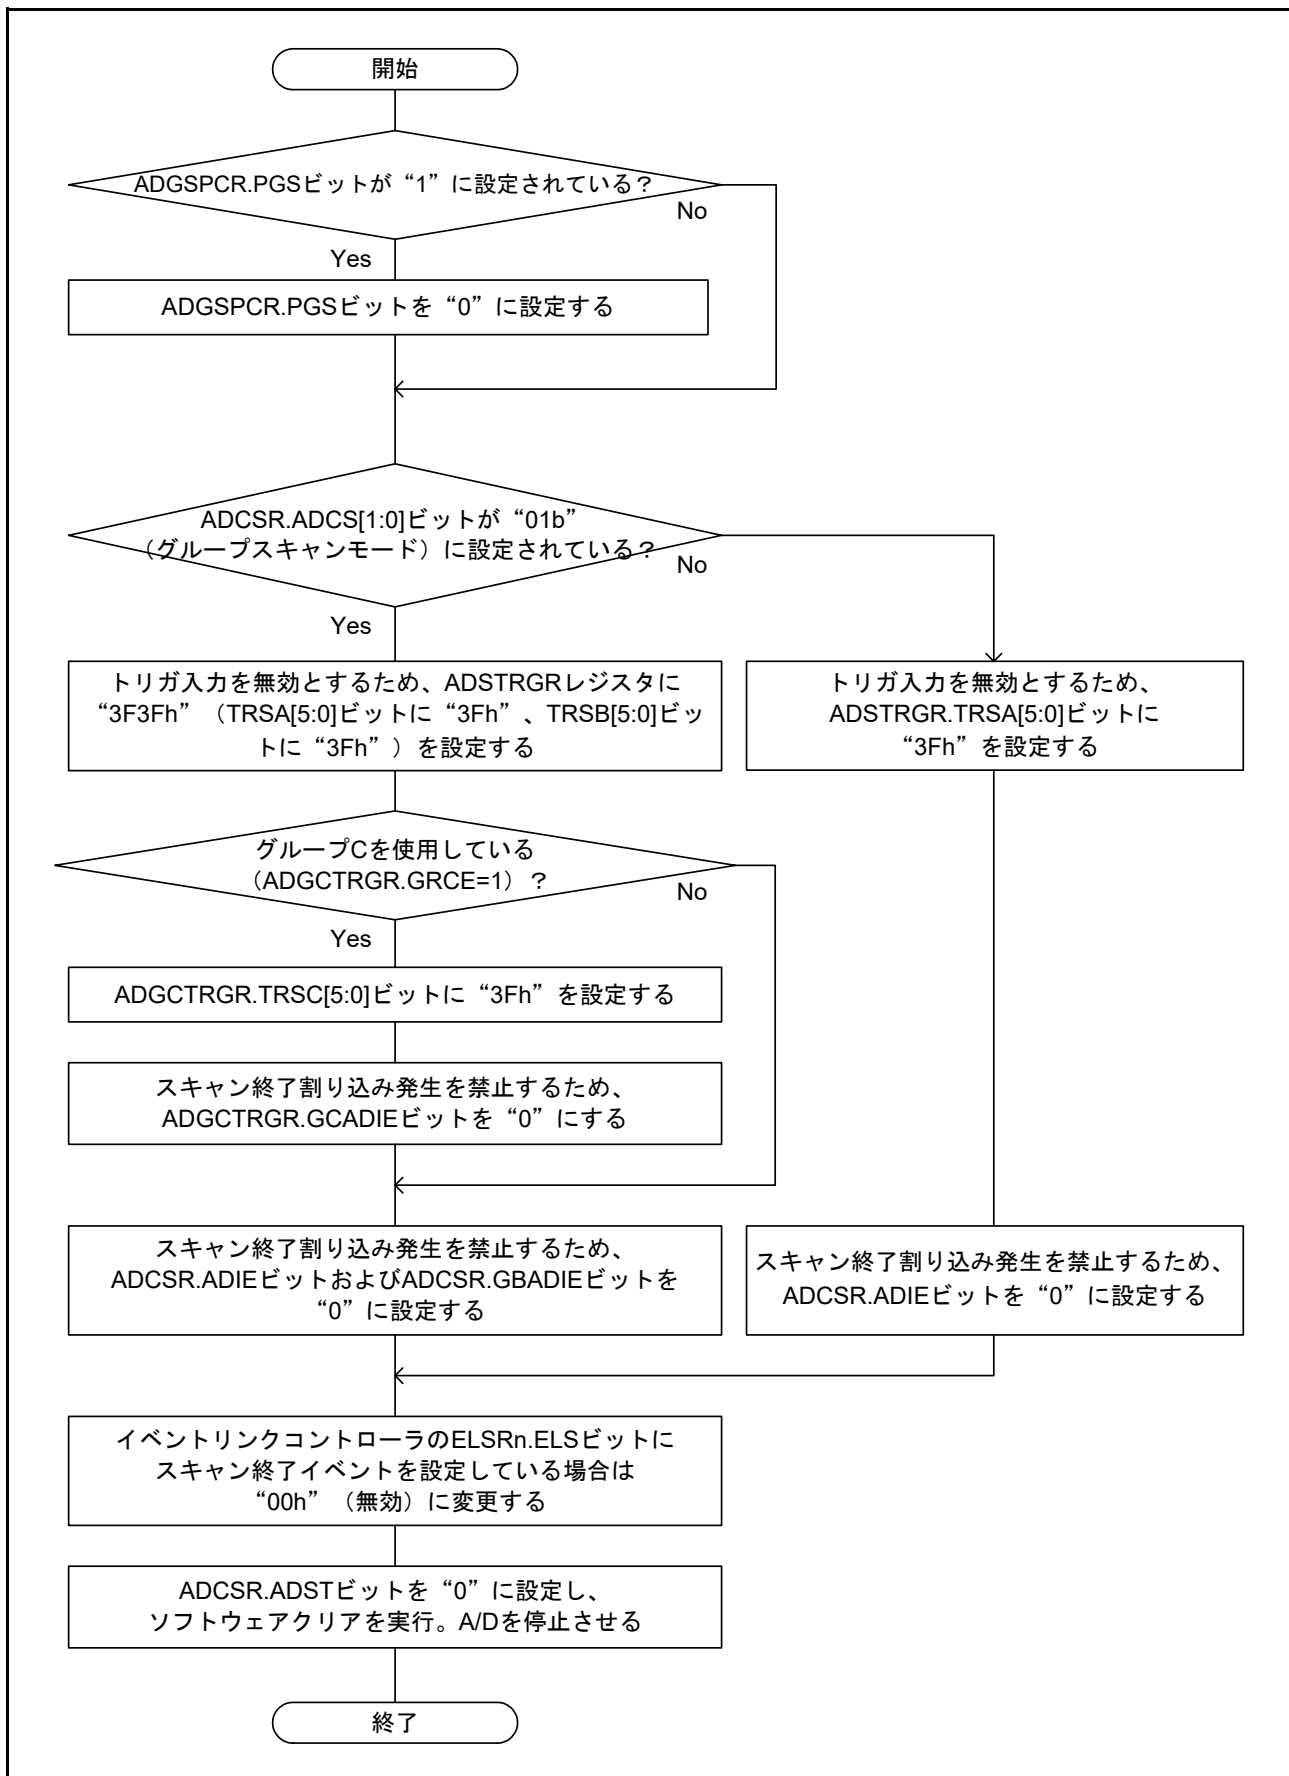 開始
ADGSPCR.PGSビットが“1”に設定されている？
No
Yes
ADGSPCR.PGSビットを“0”に設定する
ADCSR.ADCS[1:0]ビットが“01b”
（グループスキャンモード）に設定されている？
No
Yes
トリガ入力を無効とするため、ADSTRGRレジスタに
“3F3Fh”（TRSA[5:0]ビットに“3Fh”、TRSB[5:0]ビッ
トに“3Fh”）を設定する
トリガ入力を無効とするため、
ADSTRGR.TRSA[5:0]ビットに
“3Fh”を設定する
グループCを使用している
（ADGCTRGR.GRCE=1）？
No
Yes
ADGCTRGR.TRSC[5:0]ビットに“3Fh”を設定する
スキャン終了割り込み発生を禁止するため、
ADGCTRGR.GCADIEビットを“0”にする
スキャン終了割り込み発生を禁止するため、
ADCSR.ADIEビットおよびADCSR.GBADIEビットを
“0”に設定する
スキャン終了割り込み発生を禁止するため、
ADCSR.ADIEビットを“0”に設定する
イベントリンクコントローラのELSRn.ELSビットに
スキャン終了イベントを設定している場合は
“00h”（無効）に変更する
ADCSR.ADSTビットを“0”に設定し、
ソフトウェアクリアを実行。A/Dを停止させる
終了